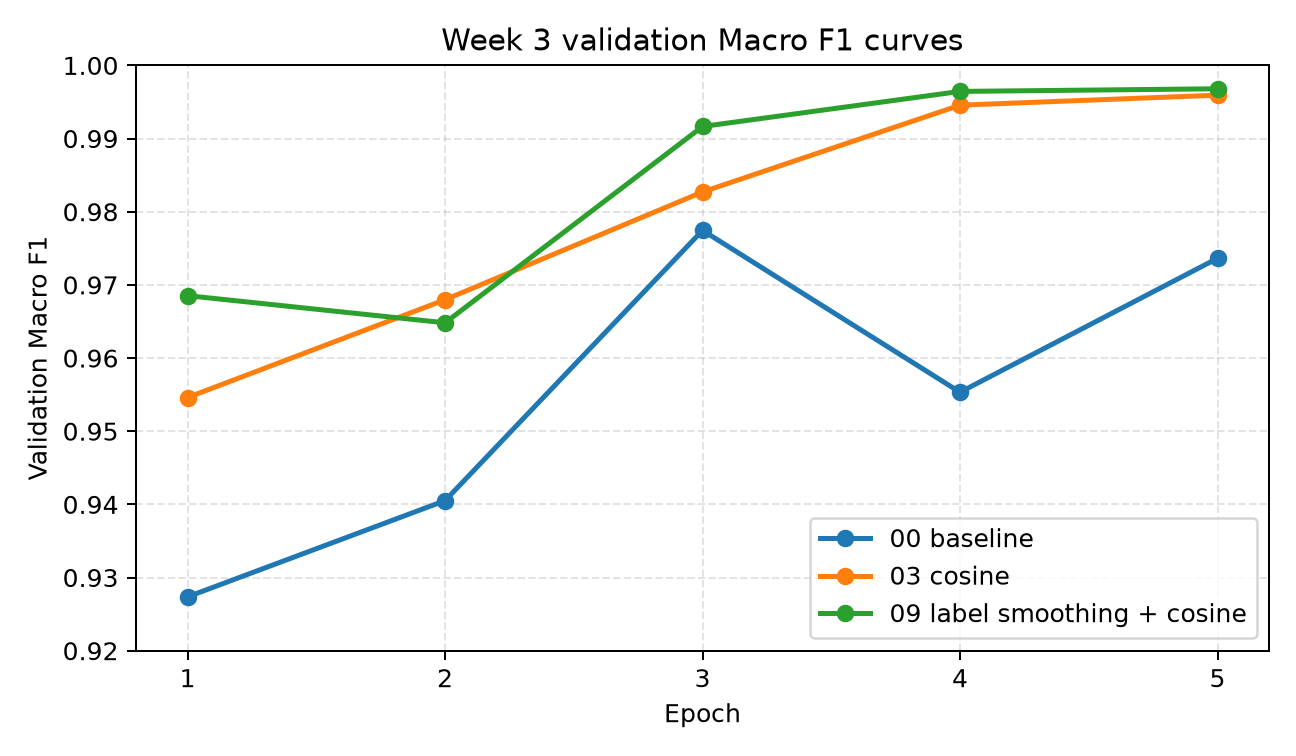 Week 3 validation Macro F1 curves
Validation Macro F1
1.00
0.99
0.98
0.97
0.96
0.95
0.94
0.93
0.92
00 baseline
03 cosine
09 label smoothing + cosine
1 2 3 4 5
Epoch